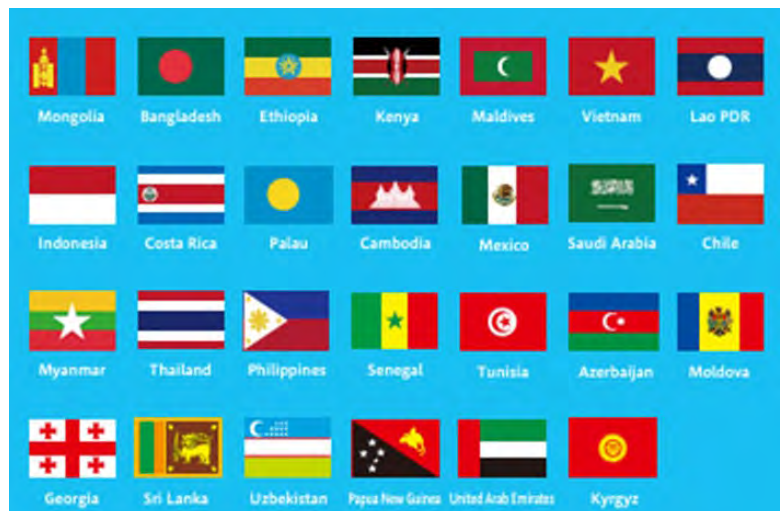 Mongolia Bangladesh Ethiopia Kenya Maldives Vietnam Lao PDR
Indonesia Costa Rica Palau Cambodia Mexico Saudi Arabia Chile
Myanmar Thailand Philippines Senegal Tunisia Azerbaijan Moldova
Georgia Sri Lanka Uzbekistan Papua New Guinea United Arab Emirates Kyrgyz